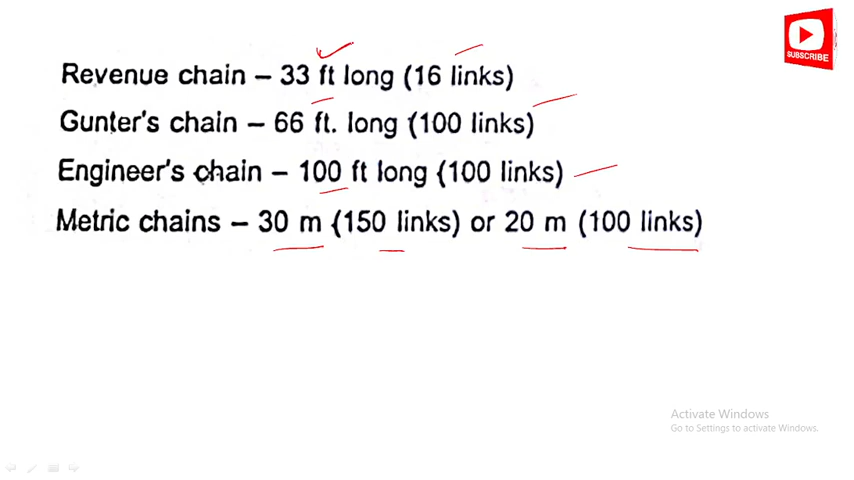 SUBSCRIBE
Revenue chain – 33 ft long (16 links)
Gunter's chain – 66 ft. long (100 links)
Engineer's chain – 100 ft long (100 links)
Metric chains – 30 m (150 links) or 20 m (100 links)
Activate Windows
Go to Settings to activate Windows.